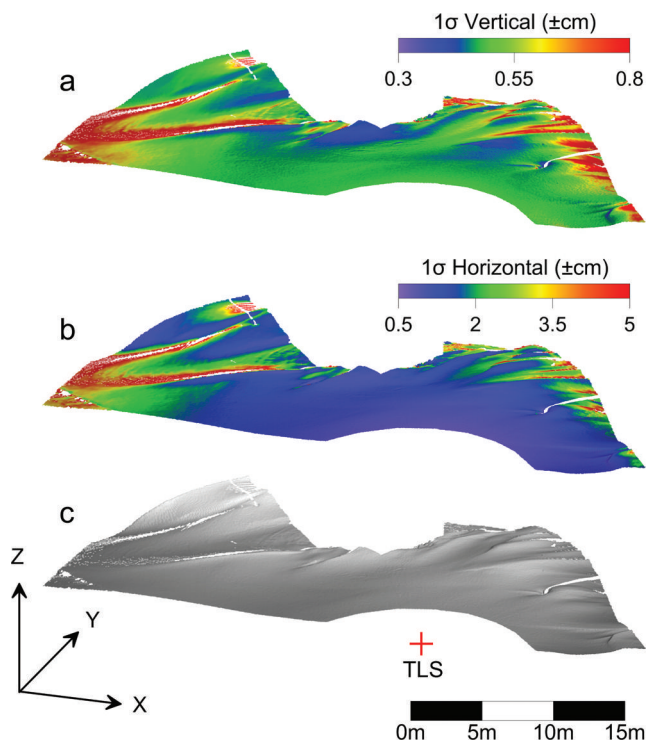 1σ Vertical (±cm)
0.3 0.55 0.8
a
1σ Horizontal (±cm)
0.5 2 3.5 5
b
c
Z
Y
X
TLS
0m 5m 10m 15m